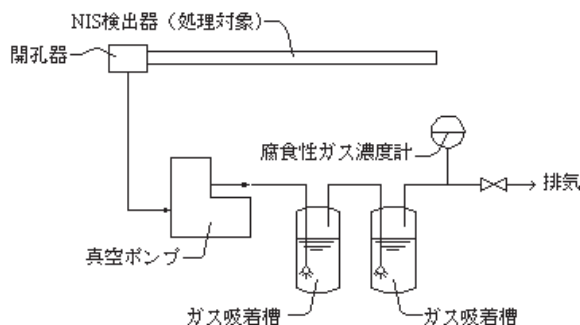 NIS検出器（処理対象）
開孔器
腐食性ガス濃度計
排気
真空ポンプ
ガス吸着槽
ガス吸着槽